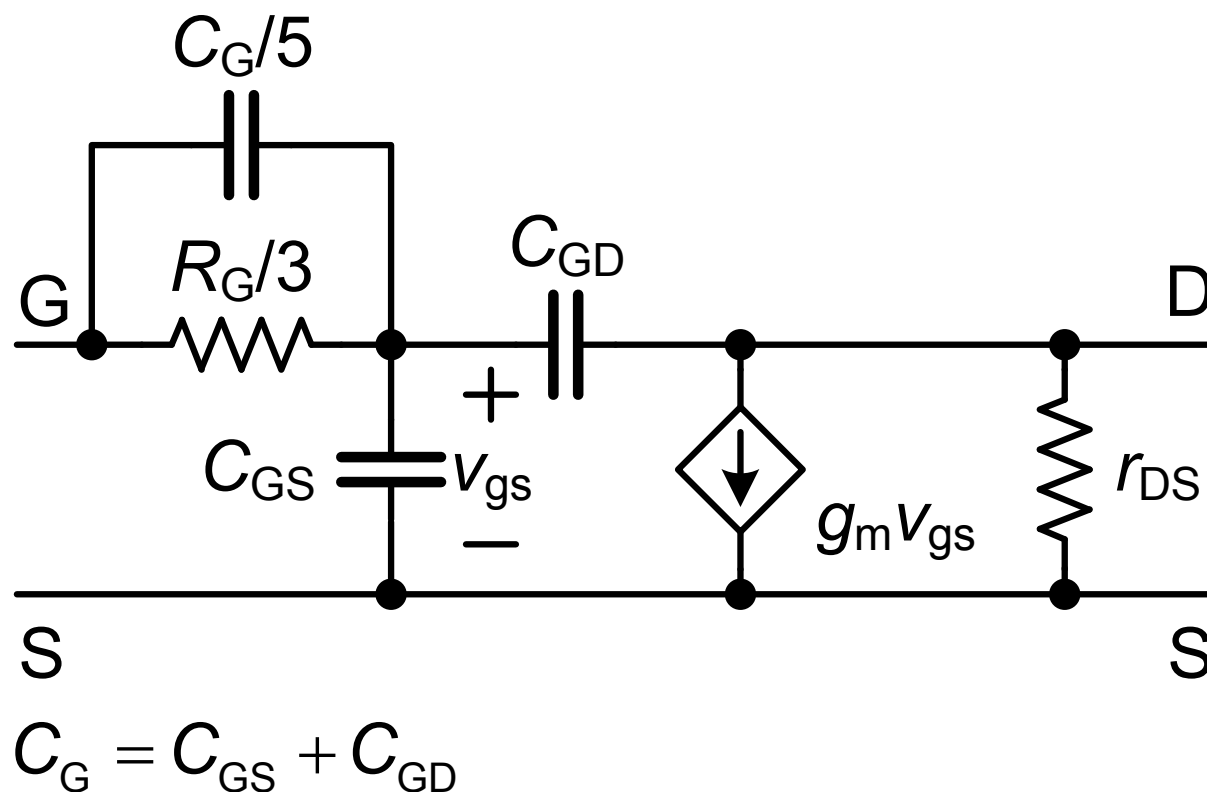 C_G/5
R_G/3
C_GD
G
D
C_GS
+
v_gs
−
g_m v_gs
r_DS
S
S
C_G = C_GS + C_GD